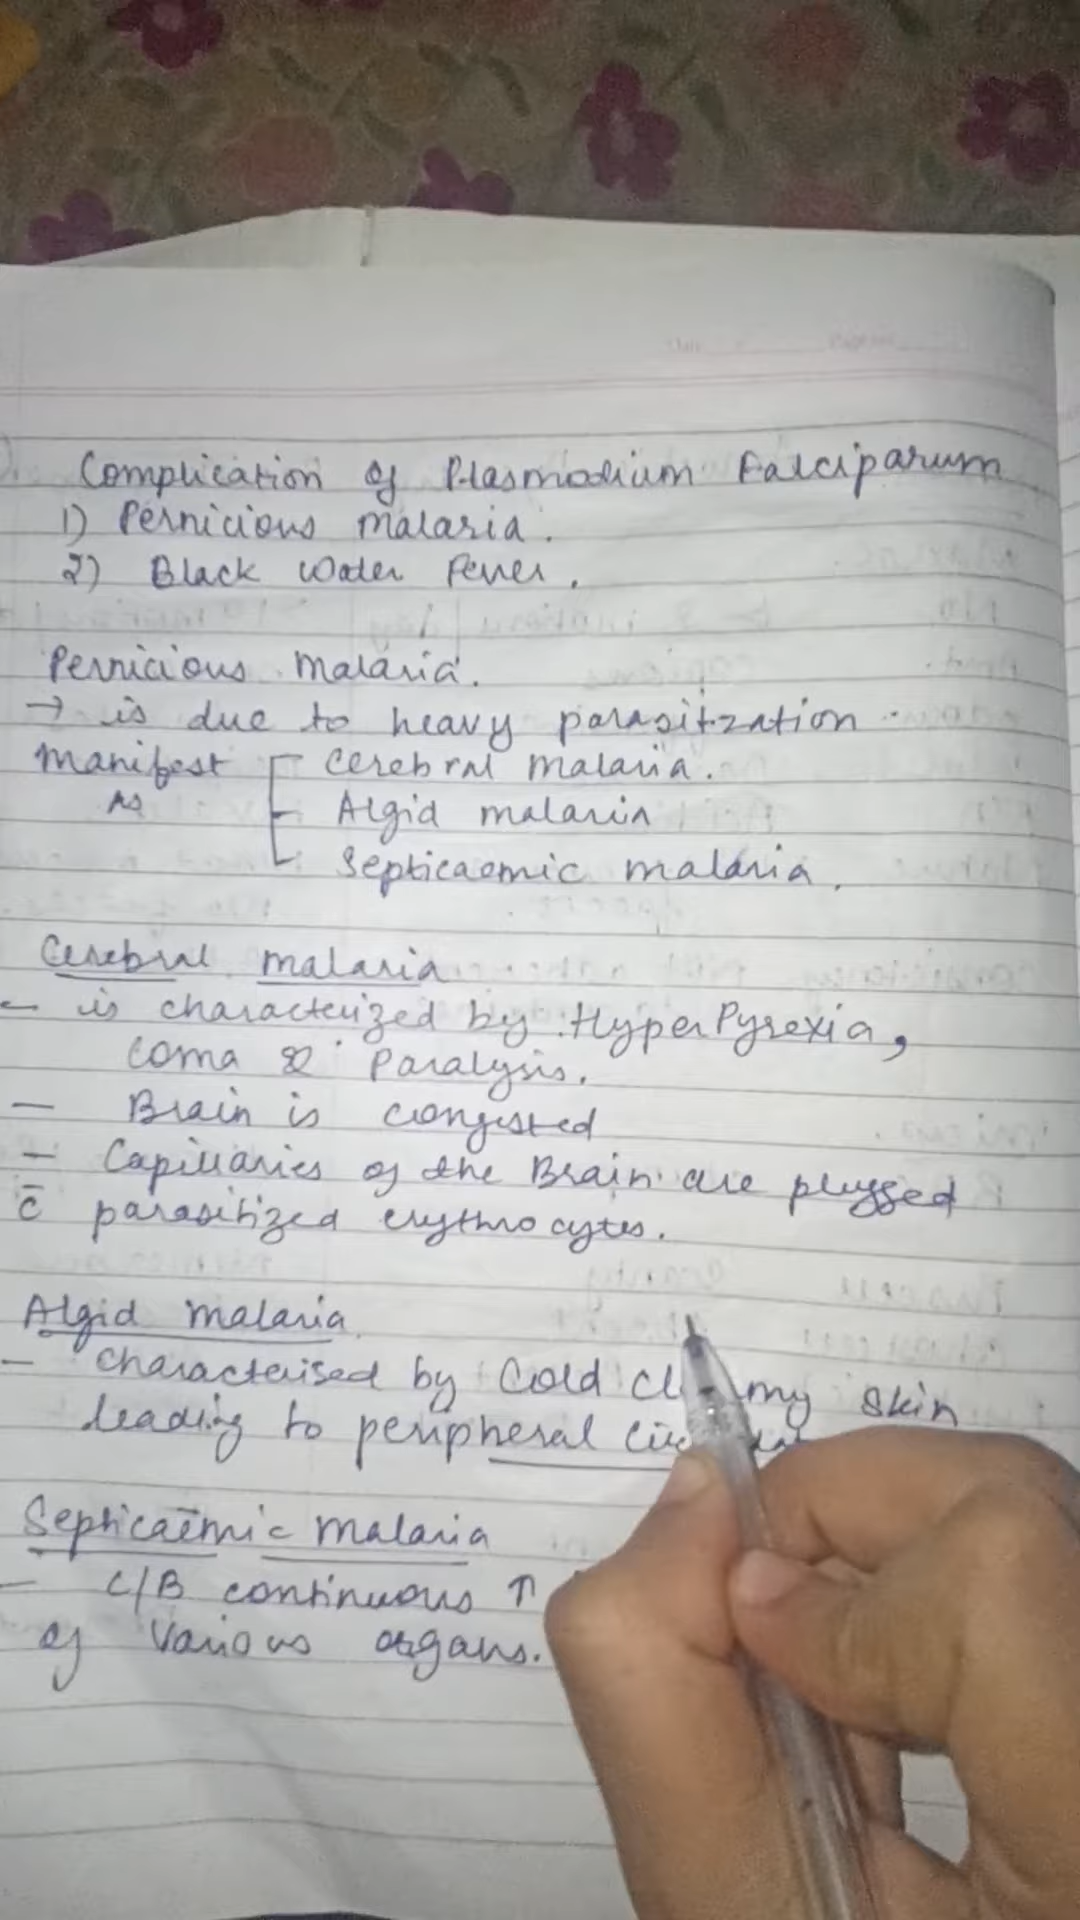 Complication of Plasmodium Falciparum
1) Pernicious malaria.
2) Black water Fever.
Pernicious malaria.
→ is due to heavy parasitzation
Manifest Cerebral malaria.
As Algid malaria
Septicaemic malaria.
Cerebral malaria
– is characterized by HyperPyrexia,
Coma & Paralysis.
– Brain is congested
– Capillaries of the Brain are plugged
c̄ parasitized erythrocytes.
Algid malaria
– characterised by Cold my Skin
leading to peripheral
Septicaemic malaria
– C/B continuous ↑
of various organs.